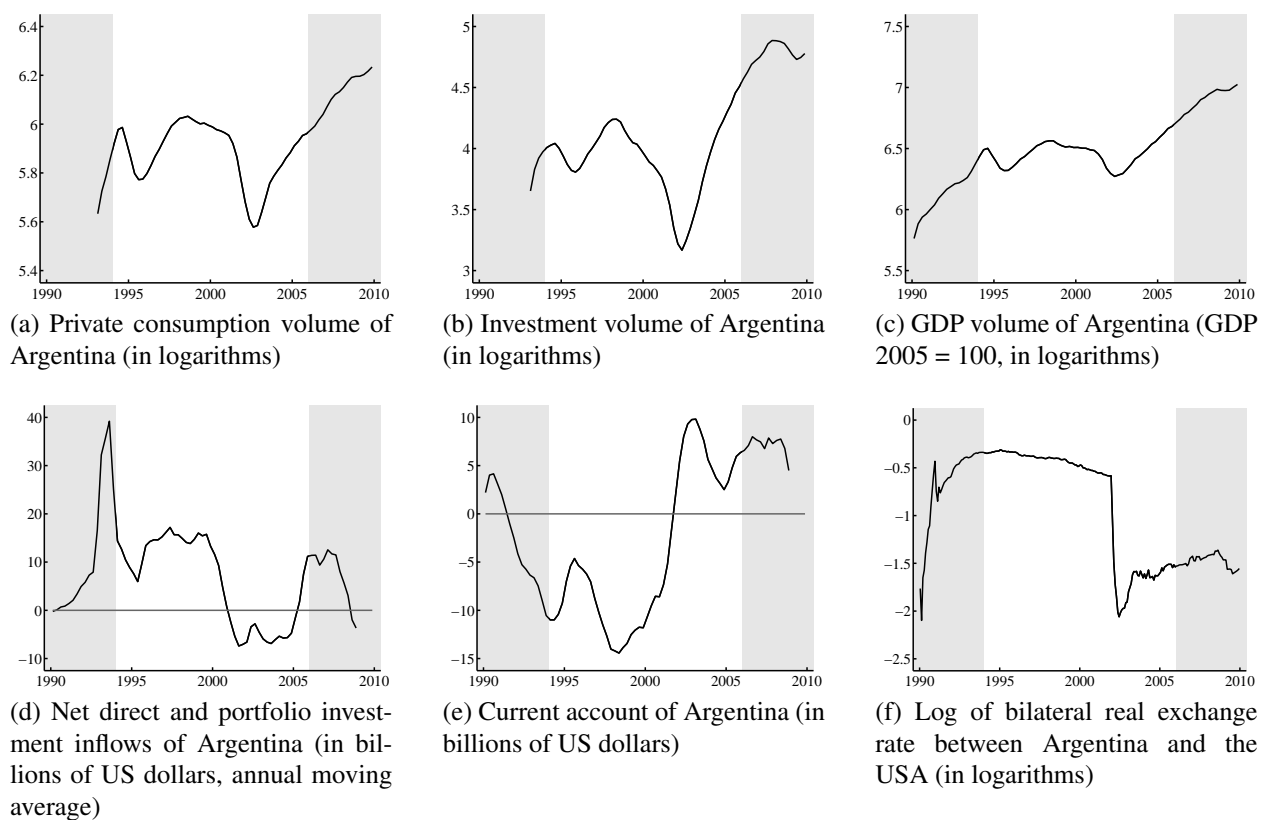 6.4
6.2
6
5.8
5.6
5.4
1990 1995 2000 2005 2010
(a) Private consumption volume of
Argentina (in logarithms)
5
4.5
4
3.5
3
1990 1995 2000 2005 2010
(b) Investment volume of Argentina
(in logarithms)
7.5
7
6.5
6
5.5
1990 1995 2000 2005 2010
(c) GDP volume of Argentina (GDP
2005 = 100, in logarithms)
40
30
20
10
0
−10
1990 1995 2000 2005 2010
(d) Net direct and portfolio invest-
ment inflows of Argentina (in bil-
lions of US dollars, annual moving
average)
10
5
0
−5
−10
−15
1990 1995 2000 2005 2010
(e) Current account of Argentina (in
billions of US dollars)
0
−0.5
−1
−1.5
−2
−2.5
1990 1995 2000 2005 2010
(f) Log of bilateral real exchange
rate between Argentina and the
USA (in logarithms)